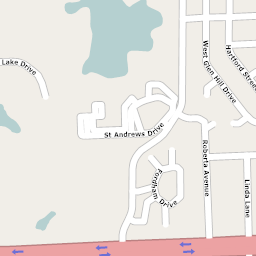 Lake Drive
West Glen Hill Drive
Hartford Street
St Andrews Drive
Fordham Drive
Roberta Avenue
Linda Lane